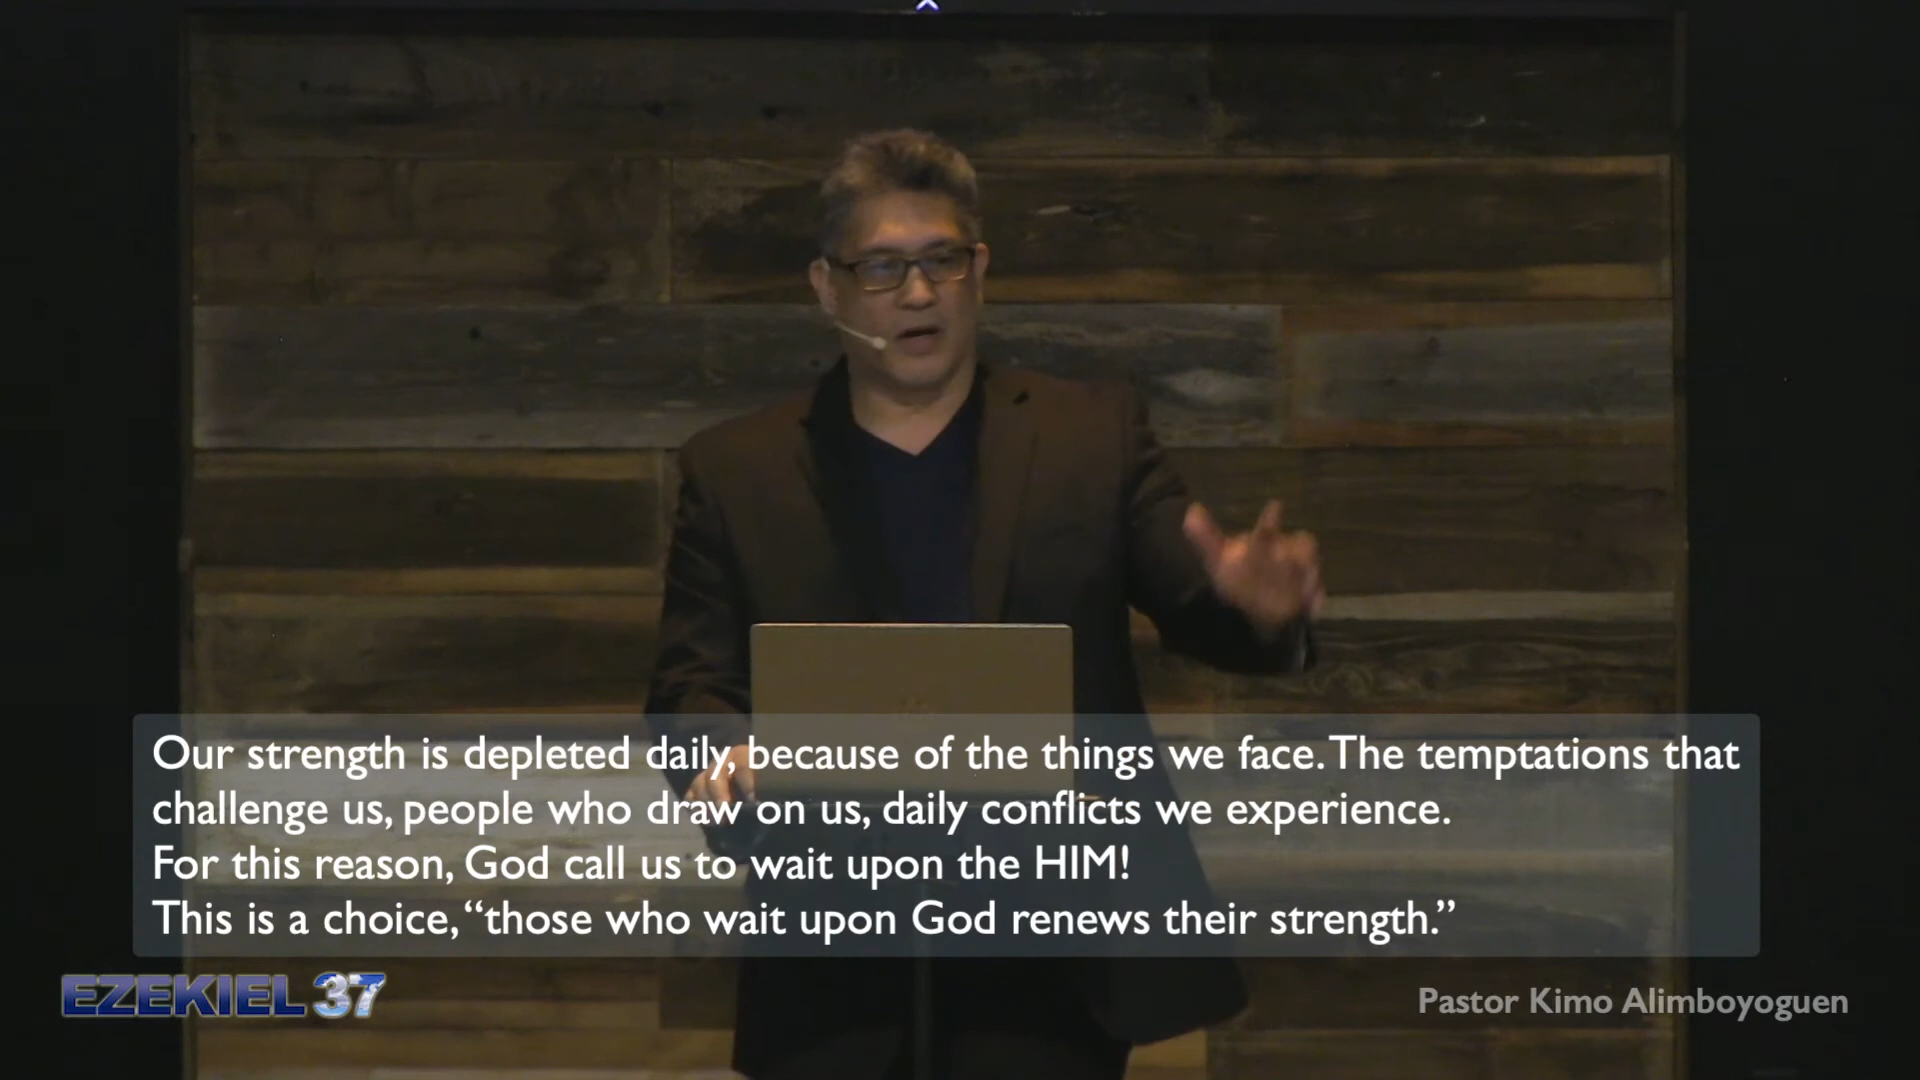 Our strength is depleted daily, because of the things we face. The temptations that
challenge us, people who draw on us, daily conflicts we experience.
For this reason, God call us to wait upon the HIM!
This is a choice, “those who wait upon God renews their strength.”
EZEKIEL 37
Pastor Kimo Alimboyoguen